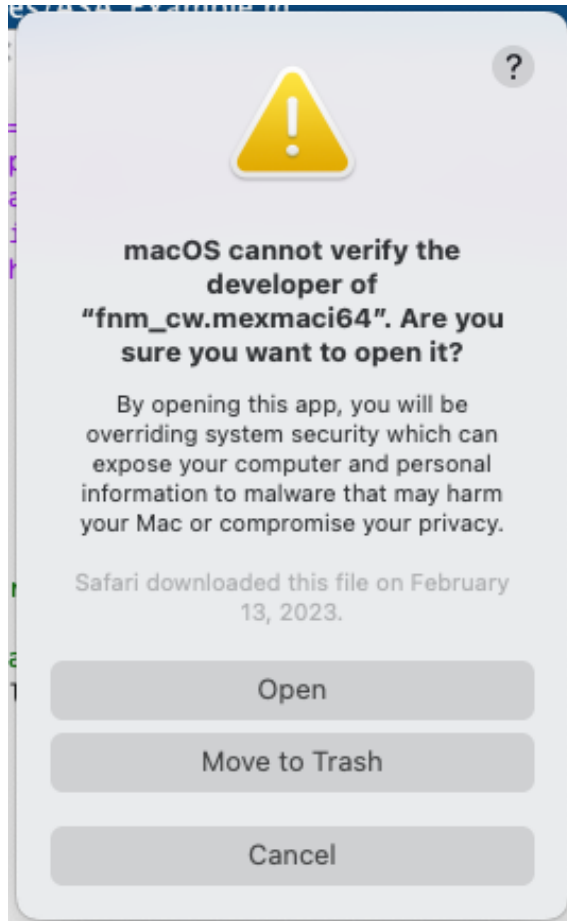 es/ASA_Example.m
?
macOS cannot verify the
developer of
“fnm_cw.mexmaci64”. Are you
sure you want to open it?
By opening this app, you will be
overriding system security which can
expose your computer and personal
information to malware that may harm
your Mac or compromise your privacy.
Safari downloaded this file on February
13, 2023.
Open
Move to Trash
Cancel